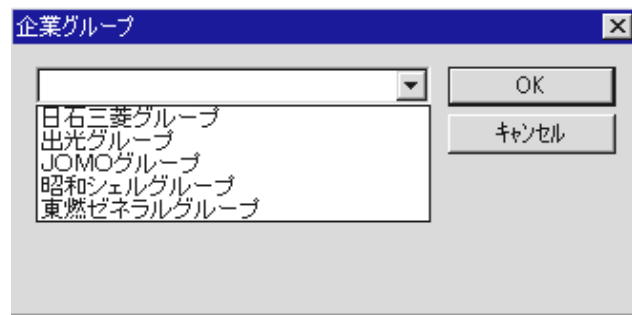 企業グループ
OK
日石三菱グループ
出光グループ
JOMOグループ
昭和シェルグループ
東燃ゼネラルグループ
キャンセル